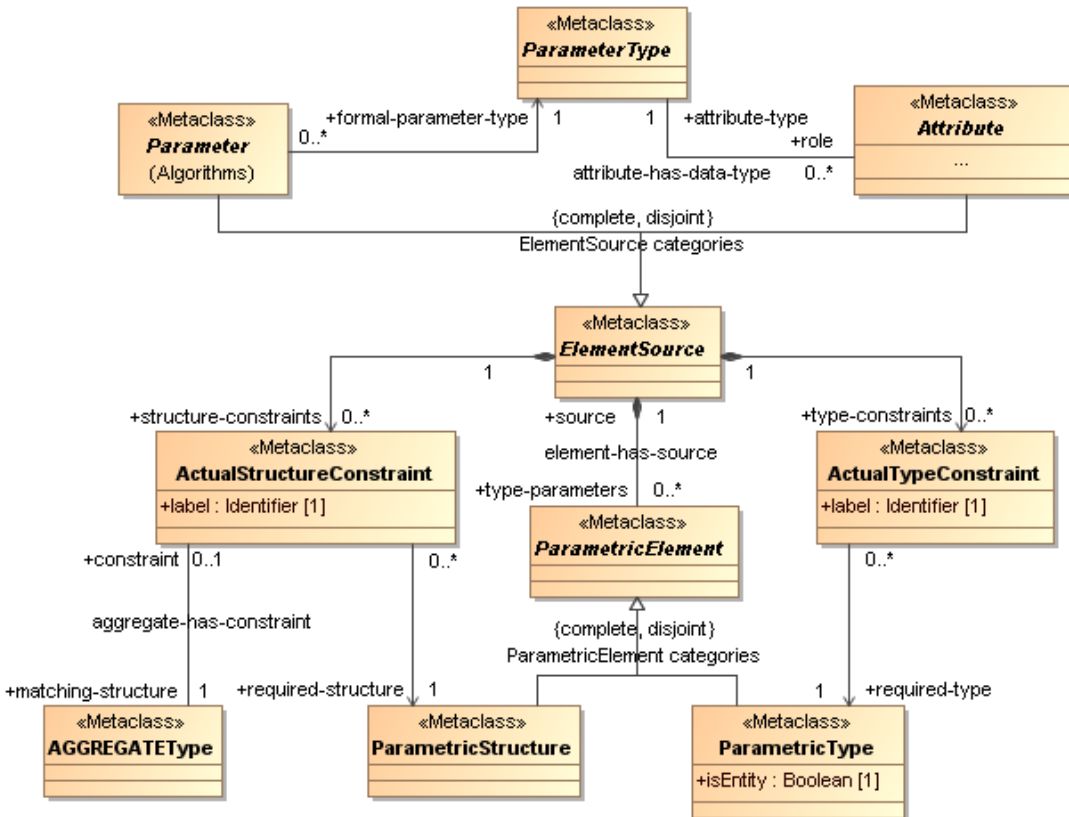 «Metaclass»
ParameterType
«Metaclass»
Parameter
(Algorithms)
+formal-parameter-type
0..*
1
1
+attribute-type
+role
attribute-has-data-type
0..*
«Metaclass»
Attribute
...
{complete, disjoint}
ElementSource categories
«Metaclass»
ElementSource
1
1
+structure-constraints
0..*
+source
1
element-has-source
+type-parameters
0..*
+type-constraints
0..*
«Metaclass»
ActualStructureConstraint
+label : Identifier [1]
«Metaclass»
ParametricElement
«Metaclass»
ActualTypeConstraint
+label : Identifier [1]
+constraint
0..1
0..*
0..*
aggregate-has-constraint
{complete, disjoint}
ParametricElement categories
+matching-structure
1
+required-structure
1
1
+required-type
«Metaclass»
AGGREGATEType
«Metaclass»
ParametricStructure
«Metaclass»
ParametricType
+isEntity : Boolean [1]